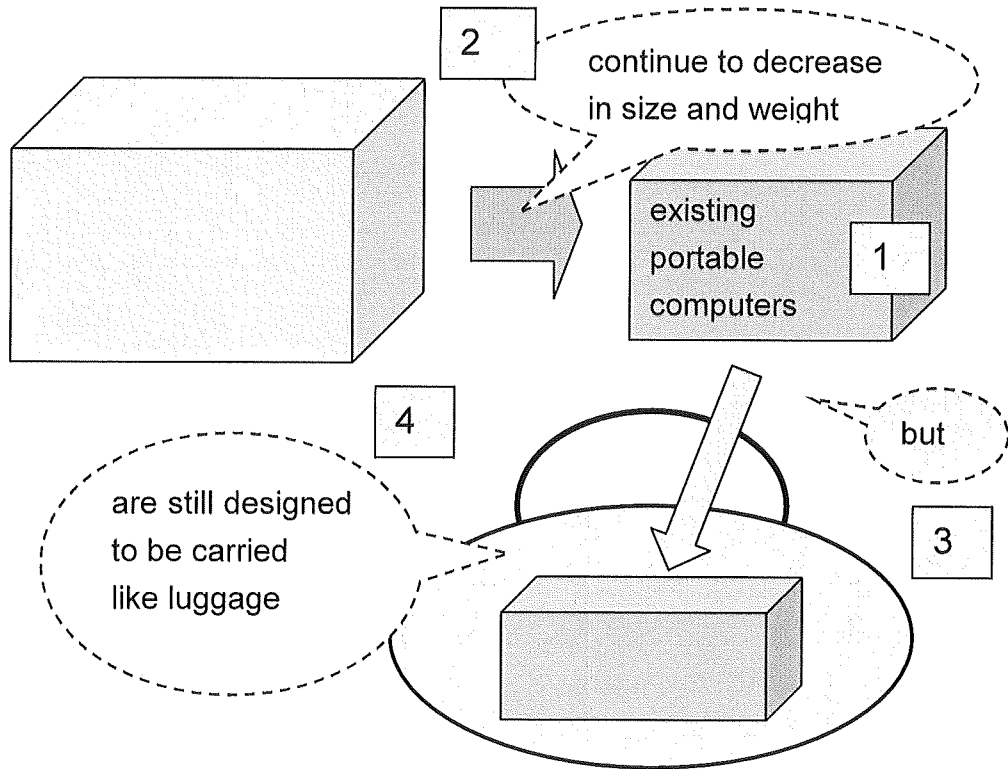 2
continue to decrease
in size and weight
existing
portable
computers
1
but
3
4
are still designed
to be carried
like luggage